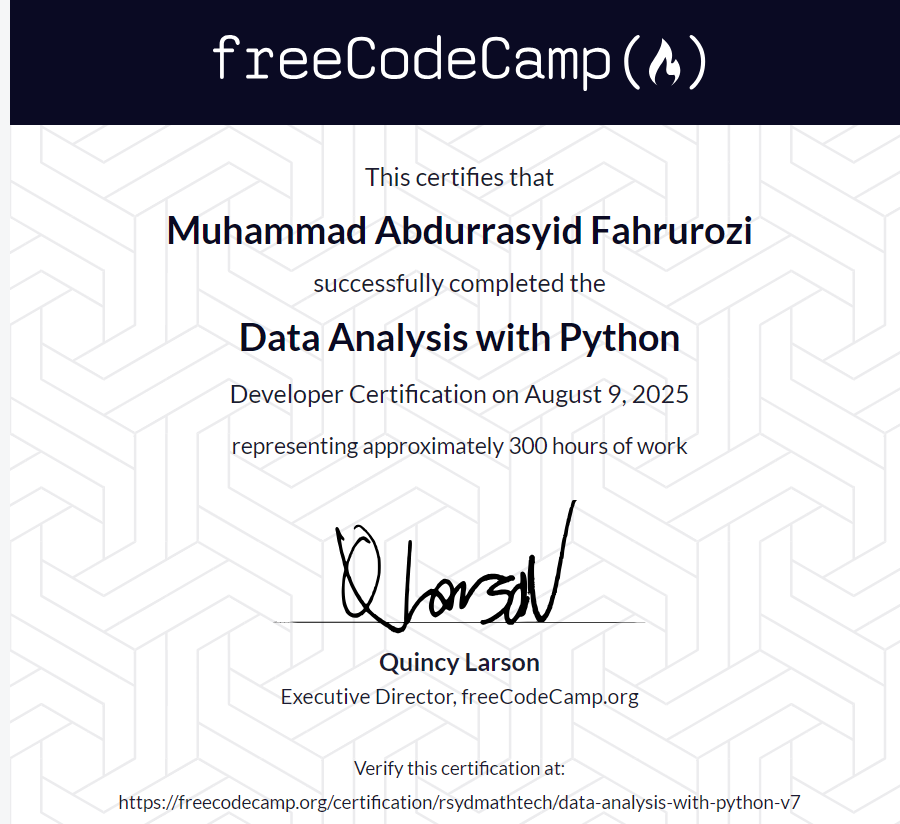 freeCodeCamp
This certifies that
Muhammad Abdurrasyid Fahrurozi
successfully completed the
Data Analysis with Python
Developer Certification on August 9, 2025
representing approximately 300 hours of work
Q Larson
Quincy Larson
Executive Director, freeCodeCamp.org
Verify this certification at:
https://freecodecamp.org/certification/rsydmathtech/data-analysis-with-python-v7